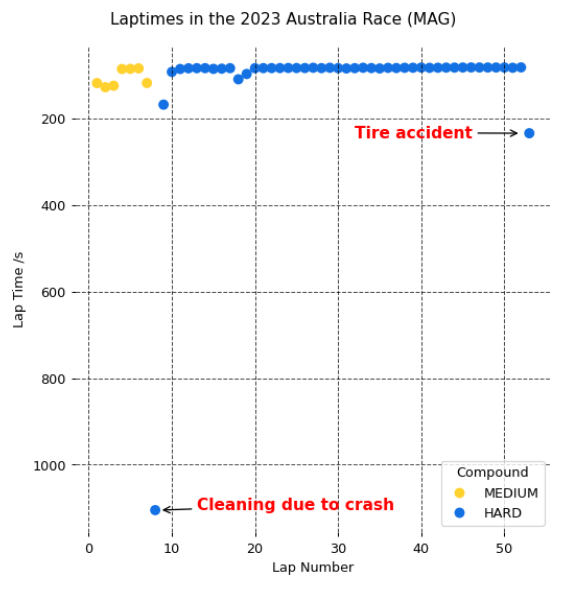 Laptimes in the 2023 Australia Race (MAG)
200
Tire accident
400
600
Lap Time /s
800
1000
Compound
MEDIUM
HARD
Cleaning due to crash
0 10 20 30 40 50
Lap Number